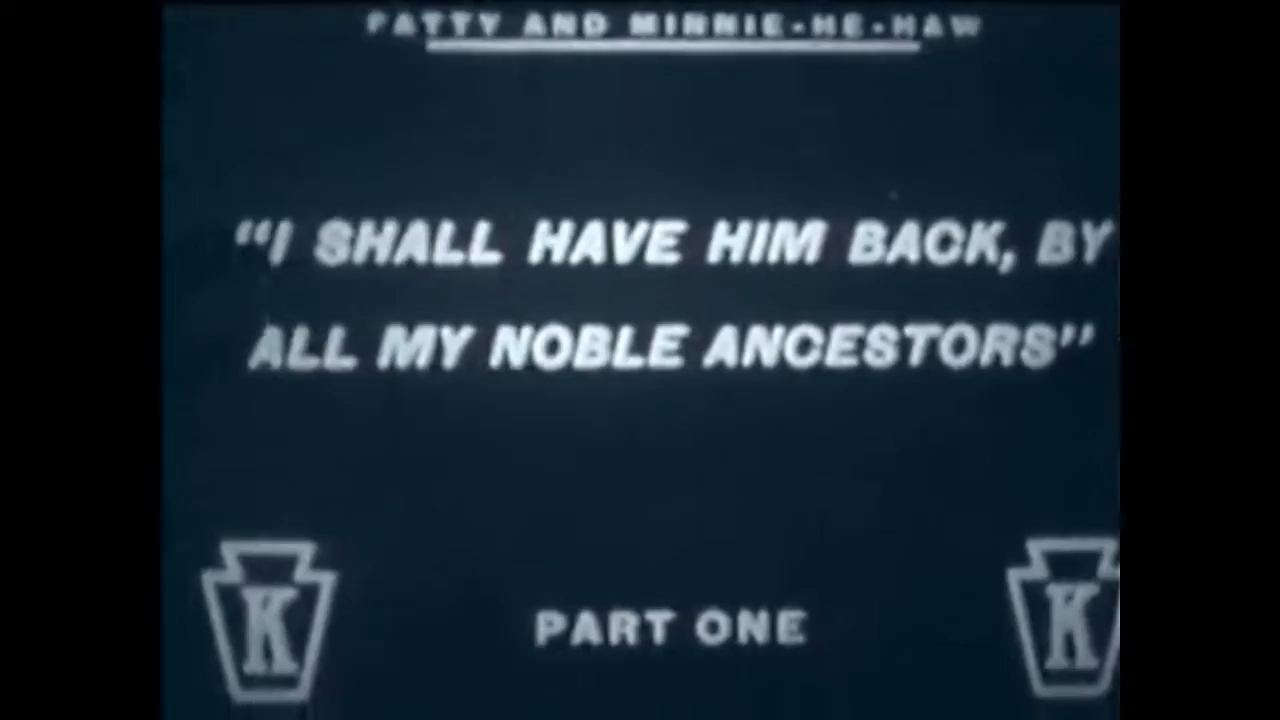 FATTY AND MINNIE-HE-HAW
"I SHALL HAVE HIM BACK, BY
ALL MY NOBLE ANCESTORS"
K
K
PART ONE